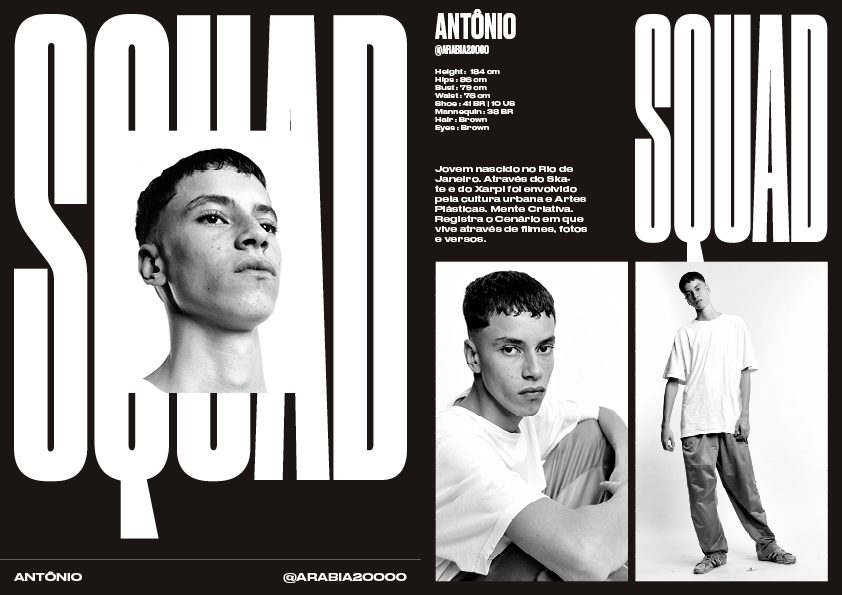 SQUAD
ANTÔNIO
@ARABIA20000
ANTÔNIO
@ARABIA20000
Height: 184 cm
Hips : 96 cm
Bust : 79 cm
Waist : 76 cm
Shoe : 41 BR | 10 US
Mannequin : 38 BR
Hair : Brown
Eyes : Brown
Jovem nascido no Rio de
Janeiro. Através do Ska-
te e do Xarpi foi envolvido
pela cultura urbana e Artes
Plásticas. Mente Criativa.
Registra o Cenário em que
vive através de filmes, fotos
e versos.
SQUAD